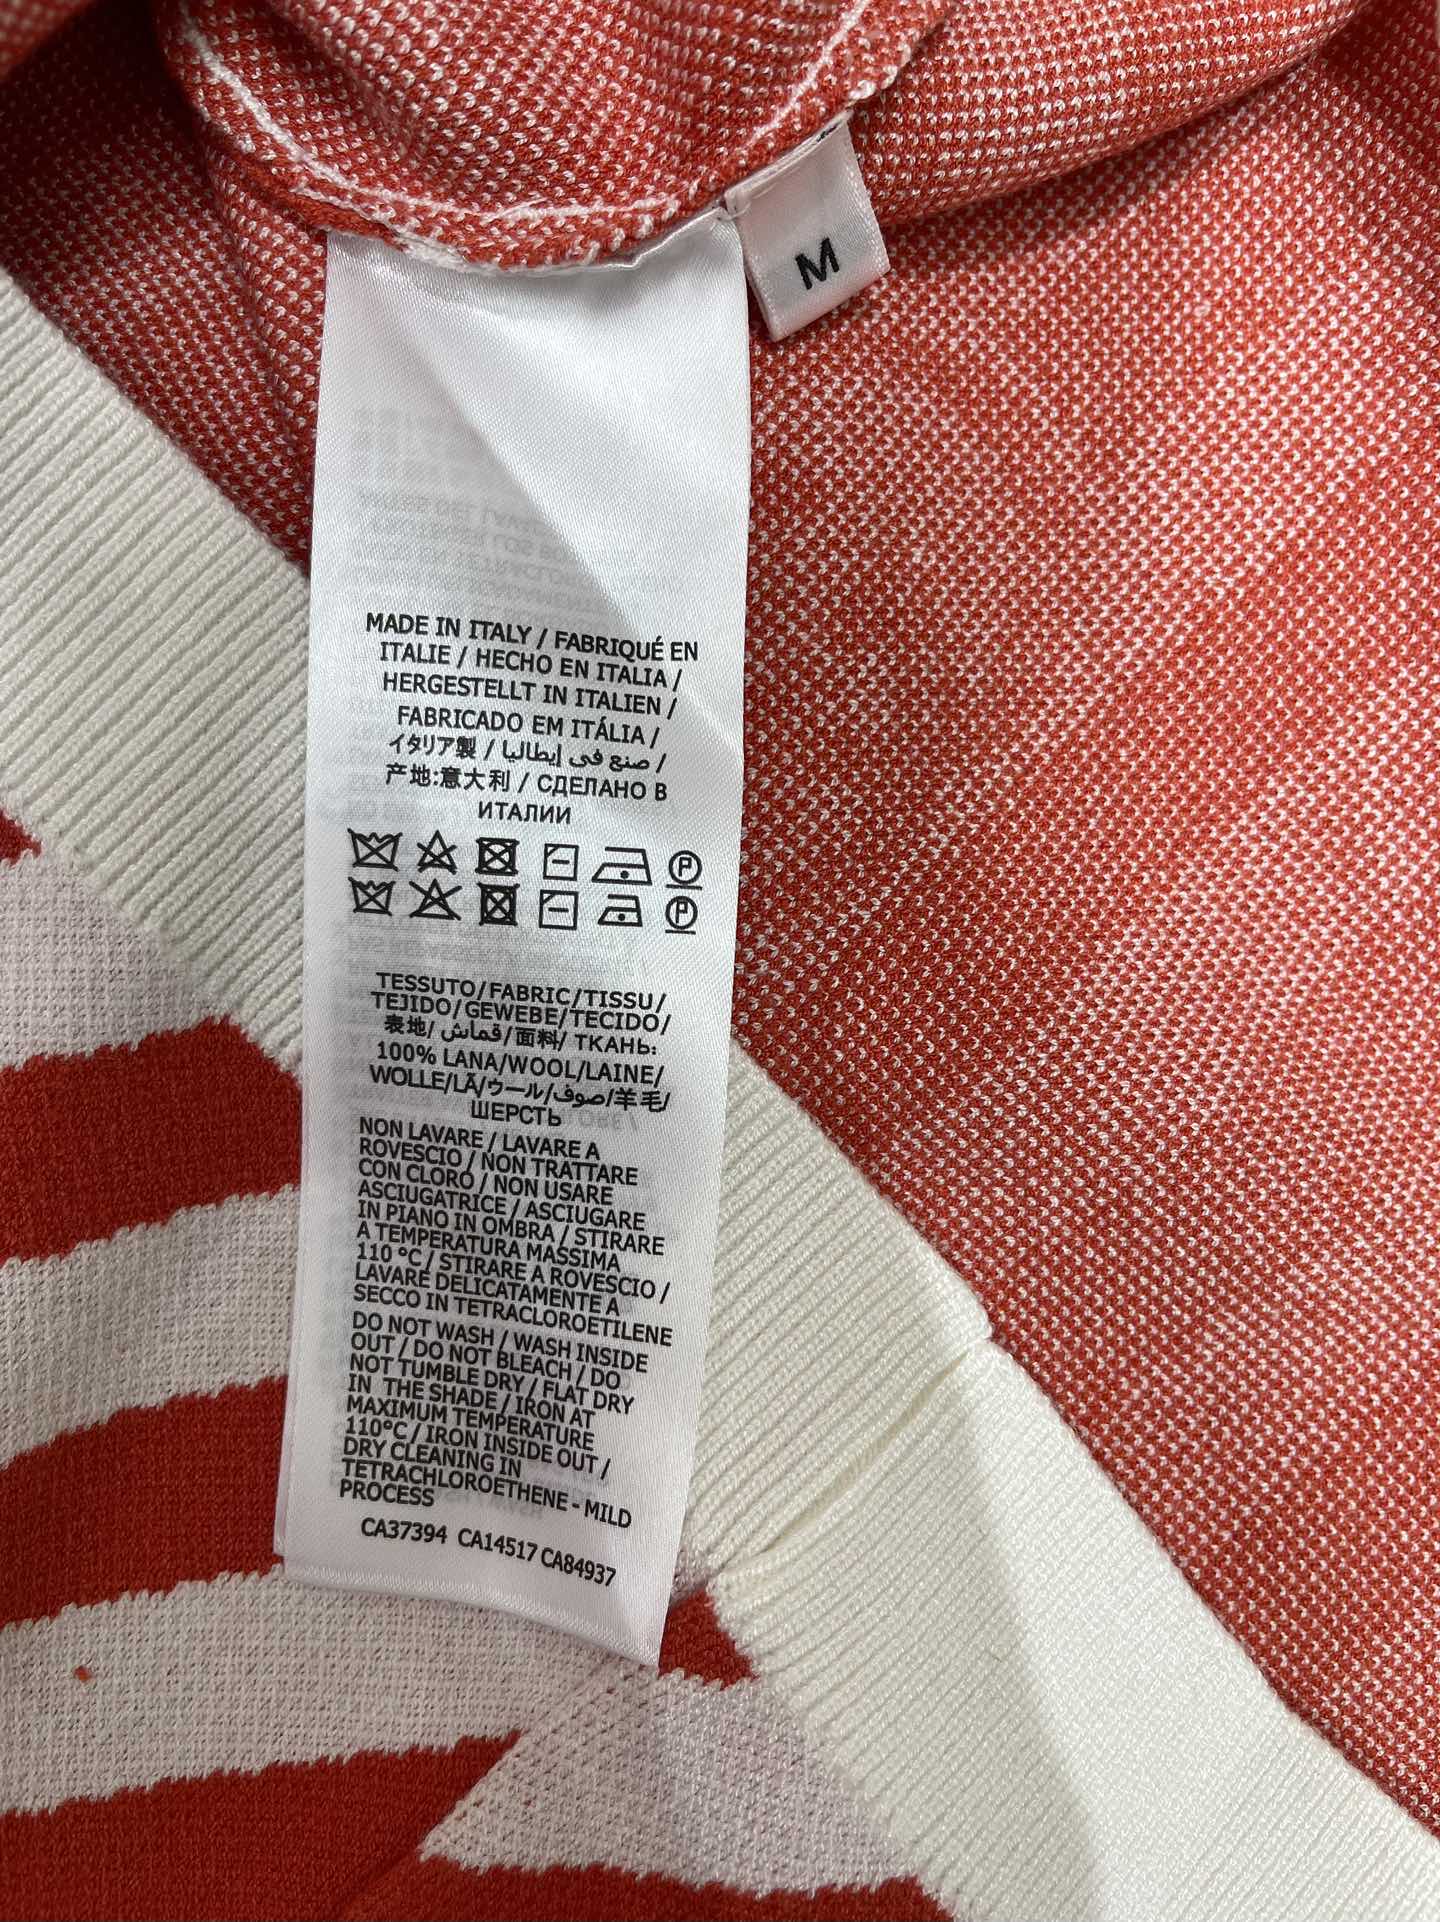 M
MADE IN ITALY / FABRIQUÉ EN
ITALIE / HECHO EN ITALIA /
HERGESTELLT IN ITALIEN /
FABRICADO EM ITÁLIA /
イタリア製 / صنع في إيطاليا /
产地:意大利 / СДЕЛАНО В
ИТАЛИИ
P
P
TESSUTO/FABRIC/TISSU/
TEJIDO/GEWEBE/TECIDO/
表地/ قماش/面料/ ТКАНЬ:
100% LANA/WOOL/LAINE/
WOLLE/LÃ/ウール/صوف/羊毛/
ШЕРСТЬ
NON LAVARE / LAVARE A
ROVESCIO / NON TRATTARE
CON CLORO / NON USARE
ASCIUGATRICE / ASCIUGARE
IN PIANO IN OMBRA / STIRARE
A TEMPERATURA MASSIMA
110 °C / STIRARE A ROVESCIO /
LAVARE DELICATAMENTE A
SECCO IN TETRACLOROETILENE
DO NOT WASH / WASH INSIDE
OUT / DO NOT BLEACH / DO
NOT TUMBLE DRY / FLAT DRY
IN THE SHADE / IRON AT
MAXIMUM TEMPERATURE
110°C / IRON INSIDE OUT /
DRY CLEANING IN
TETRACHLOROETHENE - MILD
PROCESS
CA37394 CA14517 CA84937